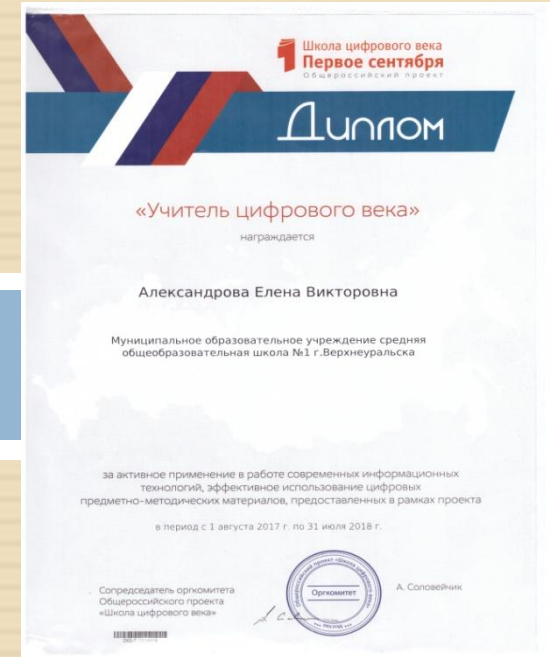 Школа цифрового века
Первое сентября
Общероссийский проект
Диплом
«Учитель цифрового века»
награждается
Александрова Елена Викторовна
Муниципальное образовательное учреждение средняя
общеобразовательная школа №1 г.Верхнеуральска
за активное применение в работе современных информационных
технологий, эффективное использование цифровых
предметно-методических материалов, предоставленных в рамках проекта
в период с 1 августа 2017 г. по 31 июля 2018 г.
Сопредседатель оргкомитета
Общероссийского проекта
«Школа цифрового века»
Оргкомитет
А. Соловейчик